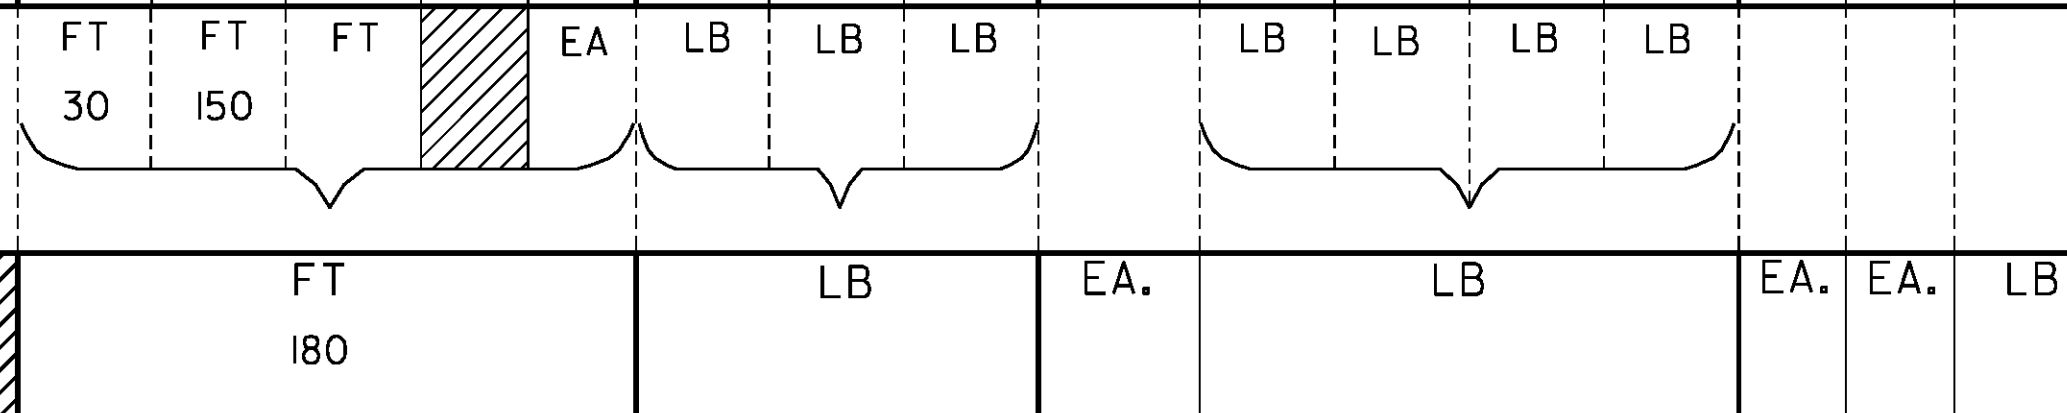 FT FT FT EA LB LB LB LB LB LB LB
30 150
FT LB EA. LB EA. EA. LB
180